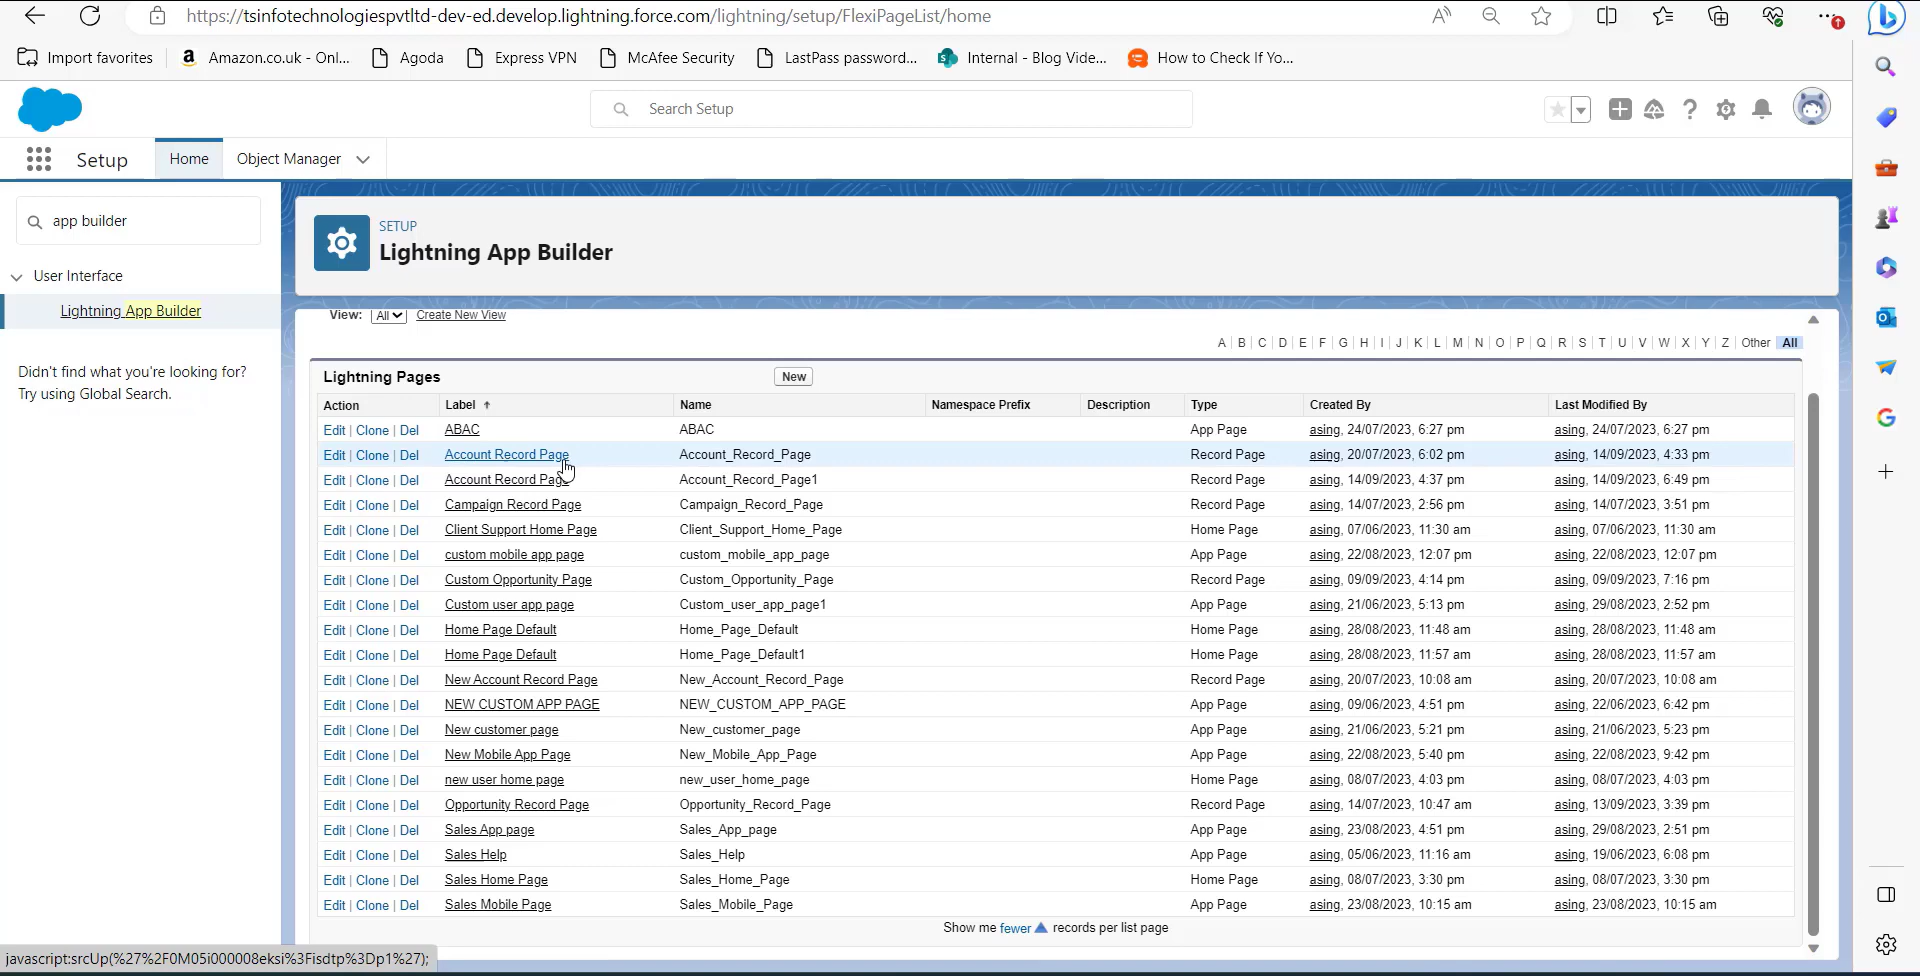 https://tsinfotechnologiespvtltd-dev-ed.develop.lightning.force.com/lightning/setup/FlexiPageList/home
Import favorites
Amazon.co.uk - Onl...
Agoda
Express VPN
McAfee Security
LastPass password...
Internal - Blog Vide...
How to Check If Yo...
Search Setup
Setup
Home
Object Manager
app builder
User Interface
Lightning App Builder
Didn't find what you're looking for?
Try using Global Search.
SETUP
Lightning App Builder
View: All Create New View
A | B | C | D | E | F | G | H | I | J | K | L | M | N | O | P | Q | R | S | T | U | V | W | X | Y | Z | Other | All
Lightning Pages New
Action Label Name Namespace Prefix Description Type Created By Last Modified By
Edit | Clone | Del ABAC ABAC App Page asing, 24/07/2023, 6:27 pm asing, 24/07/2023, 6:27 pm
Edit | Clone | Del Account Record Page Account_Record_Page Record Page asing, 20/07/2023, 6:02 pm asing, 14/09/2023, 4:33 pm
Edit | Clone | Del Account Record Page Account_Record_Page1 Record Page asing, 14/09/2023, 4:37 pm asing, 14/09/2023, 6:49 pm
Edit | Clone | Del Campaign Record Page Campaign_Record_Page Record Page asing, 14/07/2023, 2:56 pm asing, 14/07/2023, 3:51 pm
Edit | Clone | Del Client Support Home Page Client_Support_Home_Page Home Page asing, 07/06/2023, 11:30 am asing, 07/06/2023, 11:30 am
Edit | Clone | Del custom mobile app page custom_mobile_app_page App Page asing, 22/08/2023, 12:07 pm asing, 22/08/2023, 12:07 pm
Edit | Clone | Del Custom Opportunity Page Custom_Opportunity_Page Record Page asing, 09/09/2023, 4:14 pm asing, 09/09/2023, 7:16 pm
Edit | Clone | Del Custom user app page Custom_user_app_page1 App Page asing, 21/06/2023, 5:13 pm asing, 29/08/2023, 2:52 pm
Edit | Clone | Del Home Page Default Home_Page_Default Home Page asing, 28/08/2023, 11:48 am asing, 28/08/2023, 11:48 am
Edit | Clone | Del Home Page Default Home_Page_Default1 Home Page asing, 28/08/2023, 11:57 am asing, 28/08/2023, 11:57 am
Edit | Clone | Del New Account Record Page New_Account_Record_Page Record Page asing, 20/07/2023, 10:08 am asing, 20/07/2023, 10:08 am
Edit | Clone | Del NEW CUSTOM APP PAGE NEW_CUSTOM_APP_PAGE App Page asing, 09/06/2023, 4:51 pm asing, 22/06/2023, 6:42 pm
Edit | Clone | Del New customer page New_customer_page App Page asing, 21/06/2023, 5:21 pm asing, 21/06/2023, 5:23 pm
Edit | Clone | Del New Mobile App Page New_Mobile_App_Page App Page asing, 22/08/2023, 5:40 pm asing, 22/08/2023, 9:42 pm
Edit | Clone | Del new user home page new_user_home_page Home Page asing, 08/07/2023, 4:03 pm asing, 08/07/2023, 4:03 pm
Edit | Clone | Del Opportunity Record Page Opportunity_Record_Page Record Page asing, 14/07/2023, 10:47 am asing, 13/09/2023, 3:39 pm
Edit | Clone | Del Sales App page Sales_App_page App Page asing, 23/08/2023, 4:51 pm asing, 29/08/2023, 2:51 pm
Edit | Clone | Del Sales Help Sales_Help App Page asing, 05/06/2023, 11:16 am asing, 19/06/2023, 6:08 pm
Edit | Clone | Del Sales Home Page Sales_Home_Page Home Page asing, 08/07/2023, 3:30 pm asing, 08/07/2023, 3:30 pm
Edit | Clone | Del Sales Mobile Page Sales_Mobile_Page App Page asing, 23/08/2023, 10:15 am asing, 23/08/2023, 10:15 am
Show me fewer records per list page
javascript:srcUp(%27%2F0M05i000008eksi%3Fisdtp%3Dp1%27);